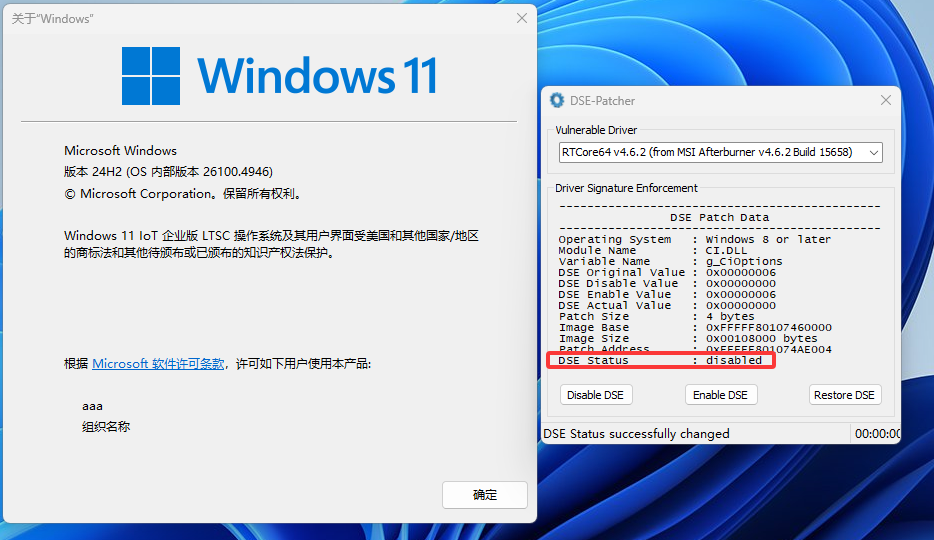 关于“Windows”
Windows 11
Microsoft Windows
版本 24H2 (OS 内部版本 26100.4946)
© Microsoft Corporation。保留所有权利。
Windows 11 IoT 企业版 LTSC 操作系统及其用户界面受美国和其他国家/地区
的商标法和其他待颁布或已颁布的知识产权法保护。
根据 Microsoft 软件许可条款，许可如下用户使用本产品:
aaa
组织名称
确定
DSE-Patcher
Vulnerable Driver
RTCore64 v4.6.2 (from MSI Afterburner v4.6.2 Build 15658)
Driver Signature Enforcement
DSE Patch Data
Operating System : Windows 8 or later
Module Name : CI.DLL
Variable Name : g_CiOptions
DSE Original Value : 0x00000006
DSE Disable Value : 0x00000000
DSE Enable Value : 0x00000006
DSE Actual Value : 0x00000000
Patch Size : 4 bytes
Image Base : 0xFFFFF80107460000
Image Size : 0x00108000 bytes
Patch Address : 0xFFFFF801074AE004
DSE Status : disabled
Disable DSE
Enable DSE
Restore DSE
DSE Status successfully changed
00:00:00